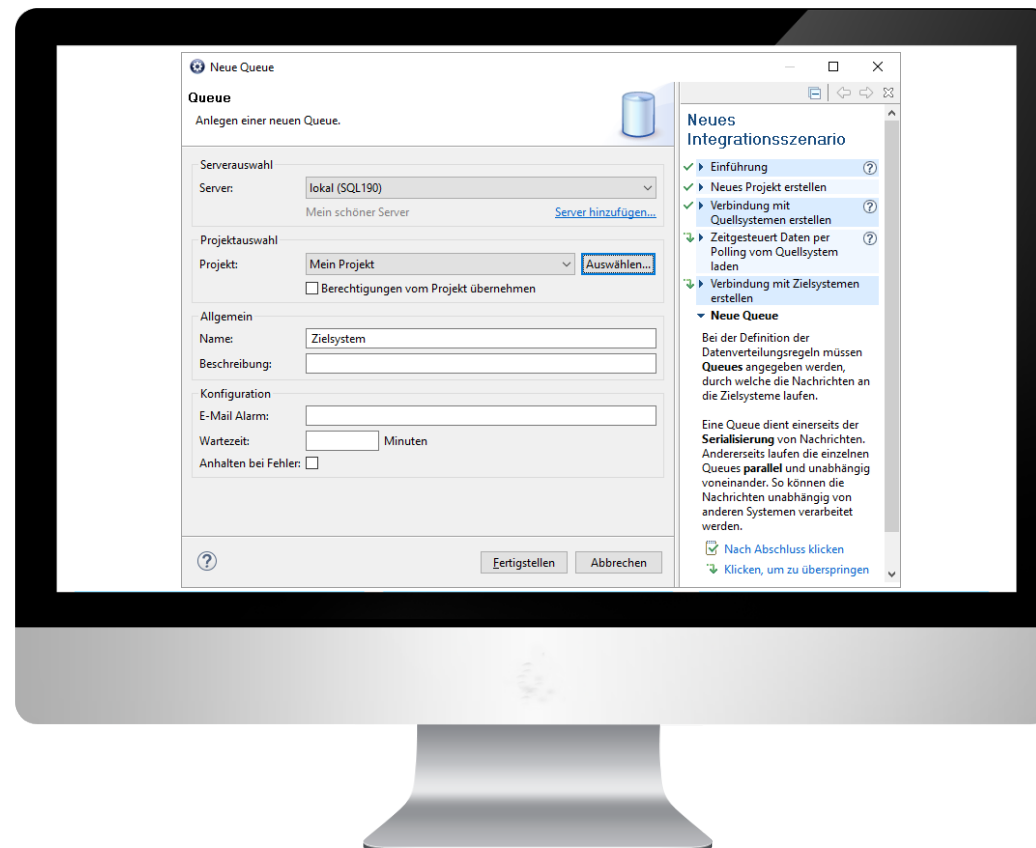 Neue Queue
Queue
Anlegen einer neuen Queue.
Serverauswahl
Server:
lokal (SQL190)
Mein schöner Server
Server hinzufügen...
Projektauswahl
Projekt:
Mein Projekt
Auswählen...
Berechtigungen vom Projekt übernehmen
Allgemein
Name:
Zielsystem
Beschreibung:
Konfiguration
E-Mail Alarm:
Wartezeit:
Minuten
Anhalten bei Fehler:
Fertigstellen
Abbrechen
Neues
Integrationsszenario
Einführung
Neues Projekt erstellen
Verbindung mit
Quellsystemen erstellen
Zeitgesteuert Daten per
Polling vom Quellsystem
laden
Verbindung mit Zielsystemen
erstellen
Neue Queue
Bei der Definition der
Datenverteilungsregeln müssen
Queues angegeben werden,
durch welche die Nachrichten an
die Zielsysteme laufen.
Eine Queue dient einerseits der
Serialisierung von Nachrichten.
Andererseits laufen die einzelnen
Queues parallel und unabhängig
voneinander. So können die
Nachrichten unabhängig von
anderen Systemen verarbeitet
werden.
Nach Abschluss klicken
Klicken, um zu überspringen